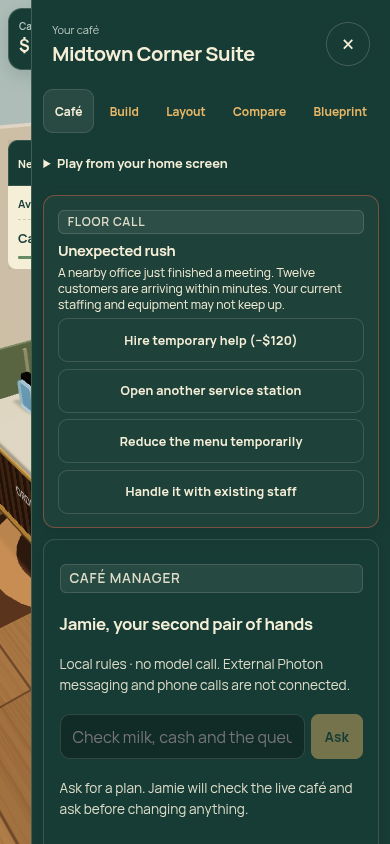 Ca
$
Ne
Av
Ca
Your café
Midtown Corner Suite
×
Café
Build
Layout
Compare
Blueprint
Play from your home screen
FLOOR CALL
Unexpected rush
A nearby office just finished a meeting. Twelve
customers are arriving within minutes. Your current
staffing and equipment may not keep up.
Hire temporary help (−$120)
Open another service station
Reduce the menu temporarily
Handle it with existing staff
CAFÉ MANAGER
Jamie, your second pair of hands
Local rules · no model call. External Photon
messaging and phone calls are not connected.
Check milk, cash and the queu
Ask
Ask for a plan. Jamie will check the live café and
ask before changing anything.